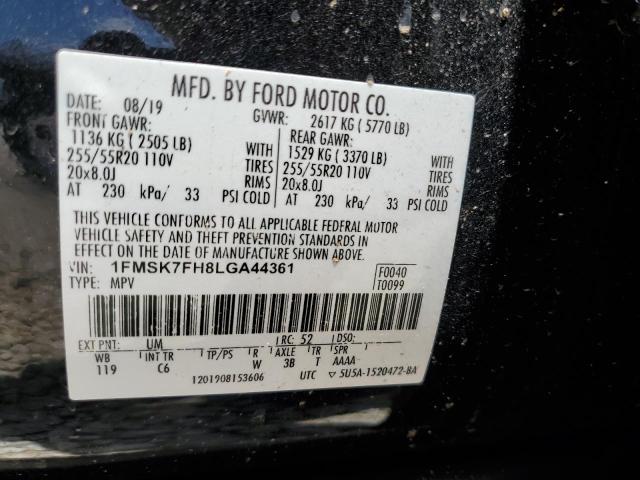 MFD. BY FORD MOTOR CO.
DATE: 08/19 GVWR: 2617 KG ( 5770 LB)
FRONT GAWR: REAR GAWR:
1136 KG ( 2505 LB) WITH 1529 KG ( 3370 LB) WITH
255/55R20 110V TIRES 255/55R20 110V TIRES
20x8.0J RIMS 20x8.0J RIMS
AT 230 kPa/ 33 PSI COLD AT 230 kPa/ 33 PSI COLD
THIS VEHICLE CONFORMS TO ALL APPLICABLE FEDERAL MOTOR
VEHICLE SAFETY AND THEFT PREVENTION STANDARDS IN
EFFECT ON THE DATE OF MANUFACTURE SHOWN ABOVE.
VIN: 1FMSK7FH8LGA44361 F0040
TYPE: MPV T0099
EXT PNT: UM RC: 52 DSO:
WB INT TR TP/PS R AXLE TR SPR
119 C6 W 3B T AAAA
1201908153606 UTC ▽ 5U5A-1520472-BA